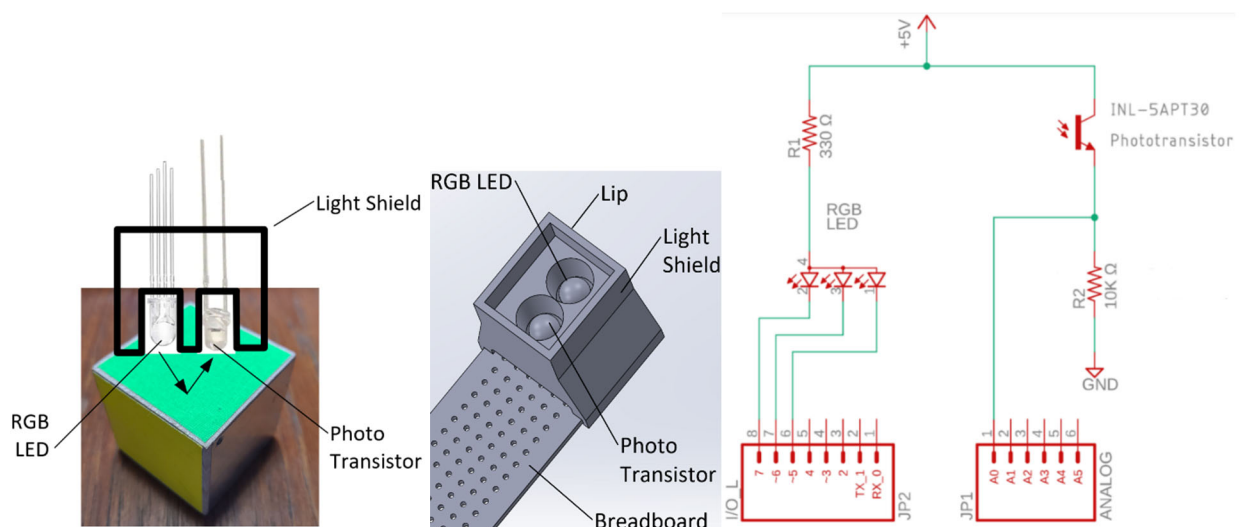 Light Shield
RGB
LED
Photo
Transistor
RGB LED
Lip
Light
Shield
Photo
Transistor
Breadboard
+5V
R1
330 Ω
INL-5APT30
Phototransistor
RGB
LED
4
2
3
1
R2
10K Ω
GND
8
7
6
5
4
3
2
1
7
~6
~5
4
~3
2
TX_1
RX_0
I/O_L
JP2
1
2
3
4
5
6
A0
A1
A2
A3
A4
A5
JP1
ANALOG